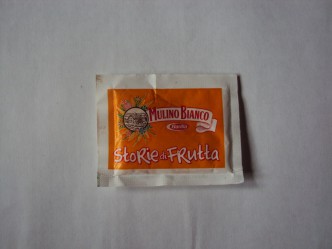 MULINO BIANCO
Barilla
StoRie di FRutta